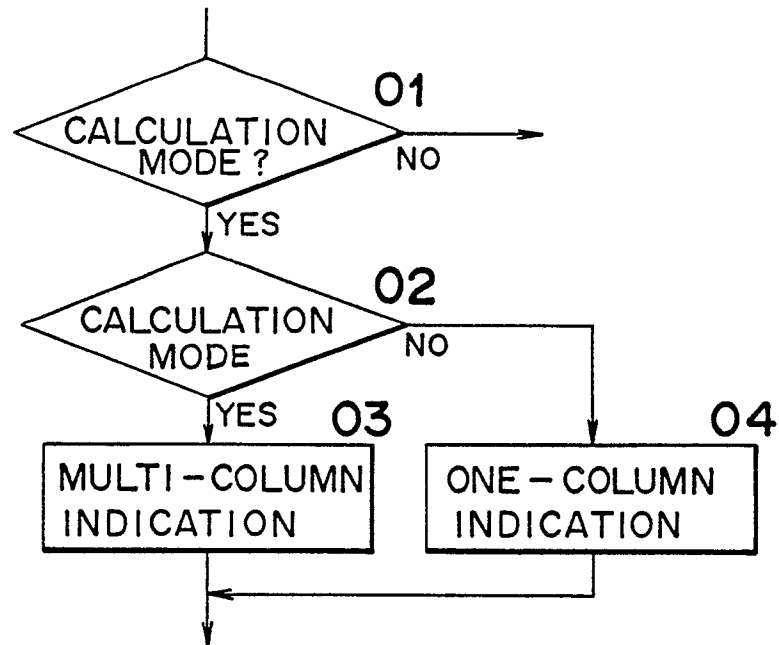 01
CALCULATION
MODE?
NO
YES
02
CALCULATION
MODE
NO
YES
03
MULTI-COLUMN
INDICATION
04
ONE-COLUMN
INDICATION